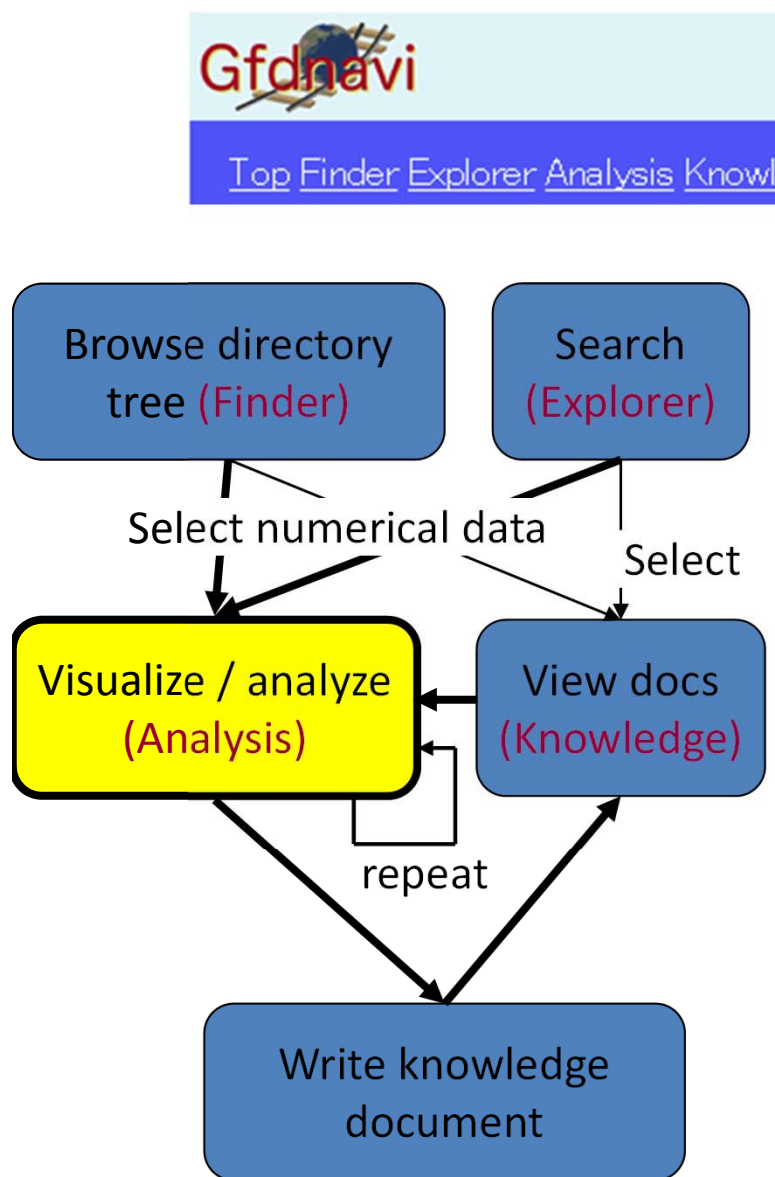 Gfdnavi
Top Finder Explorer Analysis Knowl
Browse directory
tree (Finder)
Search
(Explorer)
Select numerical data
Select
Visualize / analyze
(Analysis)
View docs
(Knowledge)
repeat
Write knowledge
document